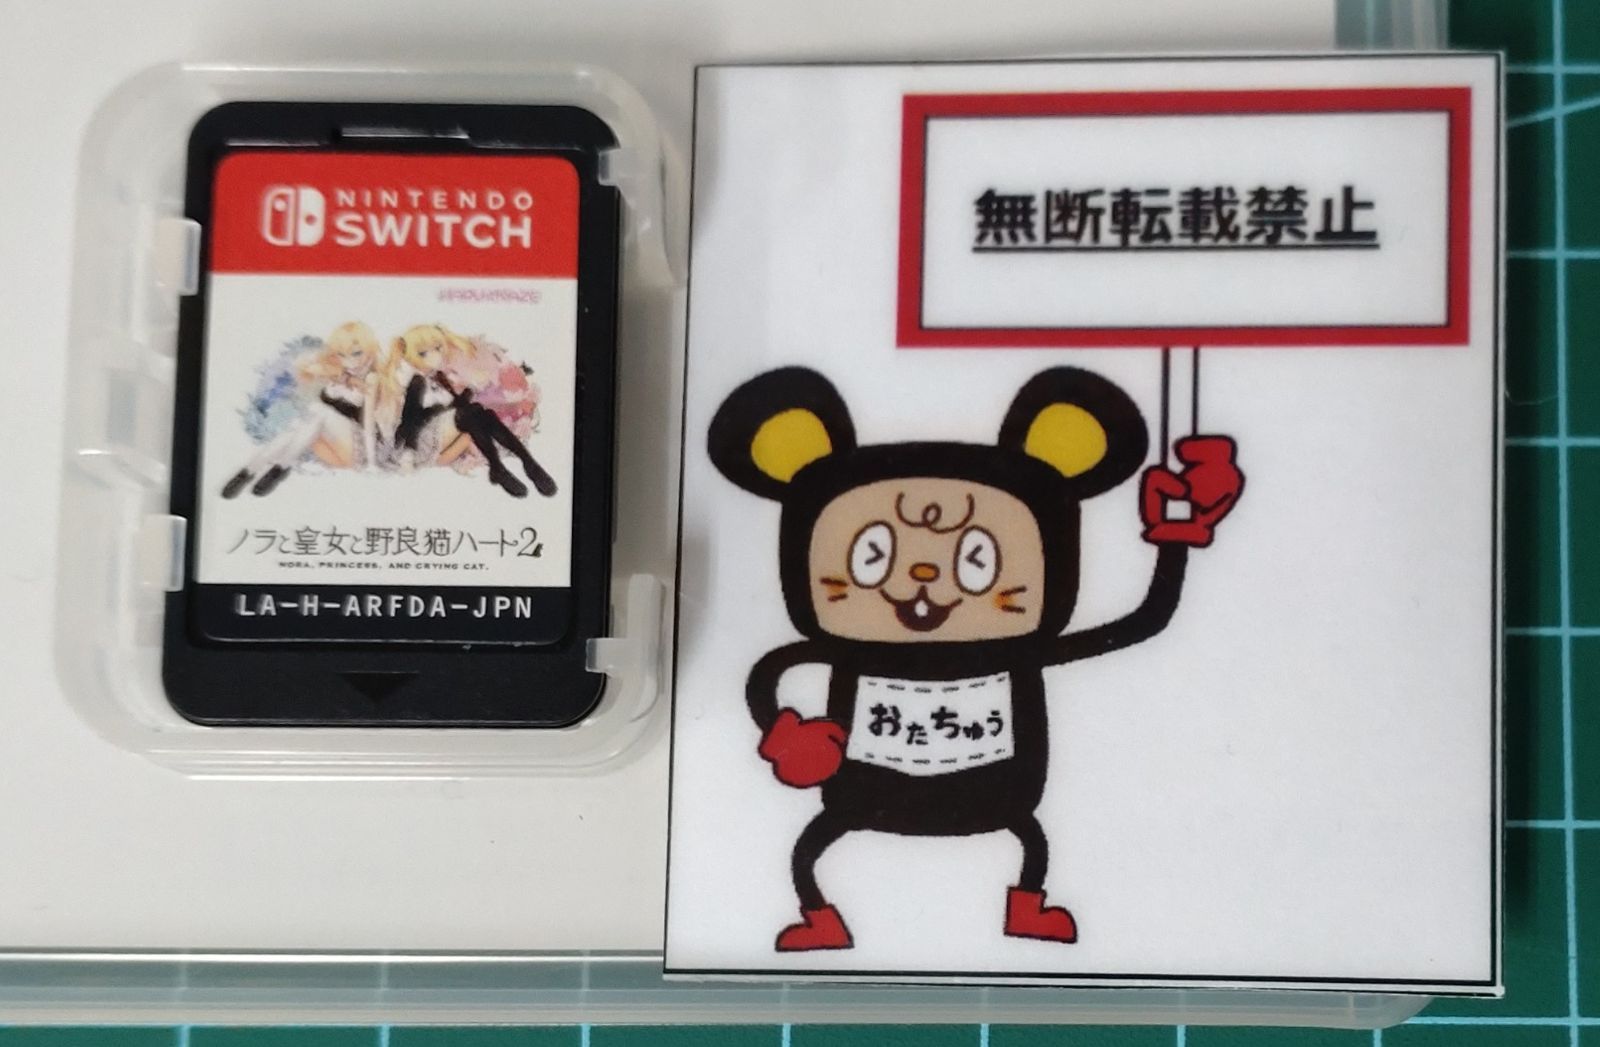 NINTENDO
SWITCH
HARUKAZE
ノラと皇女と野良猫ハート2
NORA, PRINCESS, AND CRYING CAT.
LA-H-ARFDA-JPN
無断転載禁止
おたちゅう